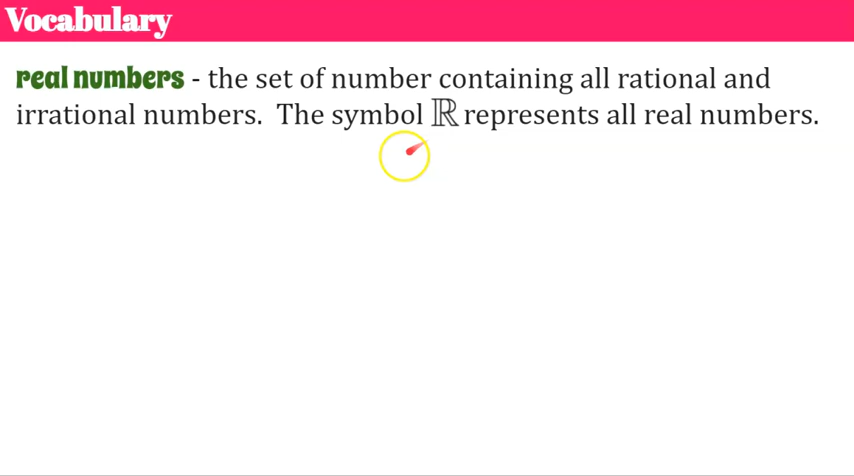 Vocabulary
real numbers - the set of number containing all rational and
irrational numbers.  The symbol ℝ represents all real numbers.